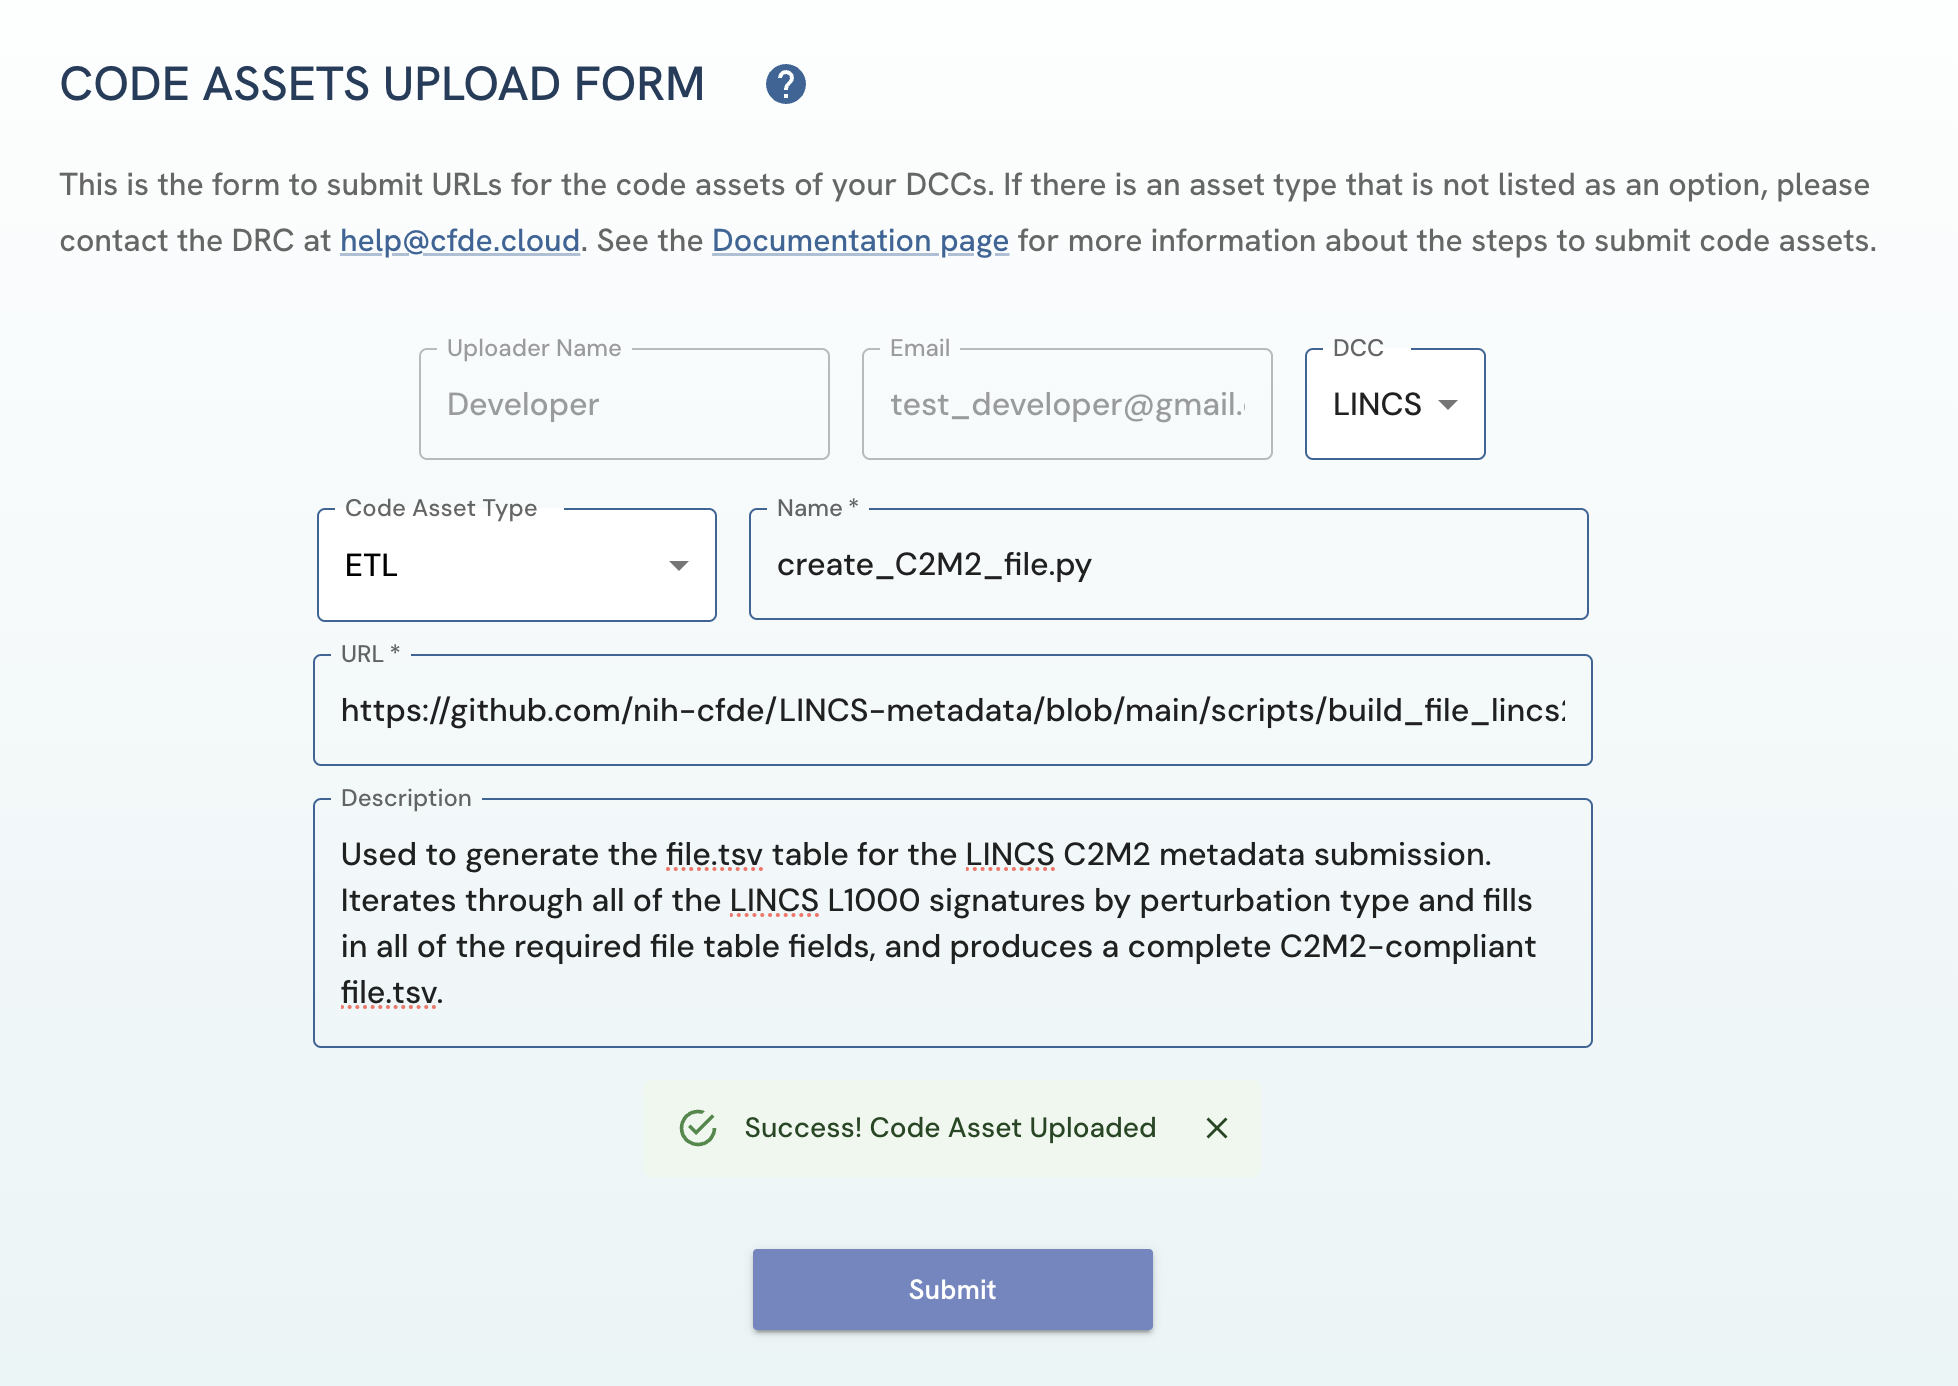 CODE ASSETS UPLOAD FORM ?
This is the form to submit URLs for the code assets of your DCCs. If there is an asset type that is not listed as an option, please
contact the DRC at help@cfde.cloud. See the Documentation page for more information about the steps to submit code assets.
Uploader Name
Developer
Email
test_developer@gmail.
DCC
LINCS
Code Asset Type
ETL
Name *
create_C2M2_file.py
URL *
https://github.com/nih-cfde/LINCS-metadata/blob/main/scripts/build_file_lincs
Description
Used to generate the file.tsv table for the LINCS C2M2 metadata submission.
Iterates through all of the LINCS L1000 signatures by perturbation type and fills
in all of the required file table fields, and produces a complete C2M2-compliant
file.tsv.
Success! Code Asset Uploaded
Submit